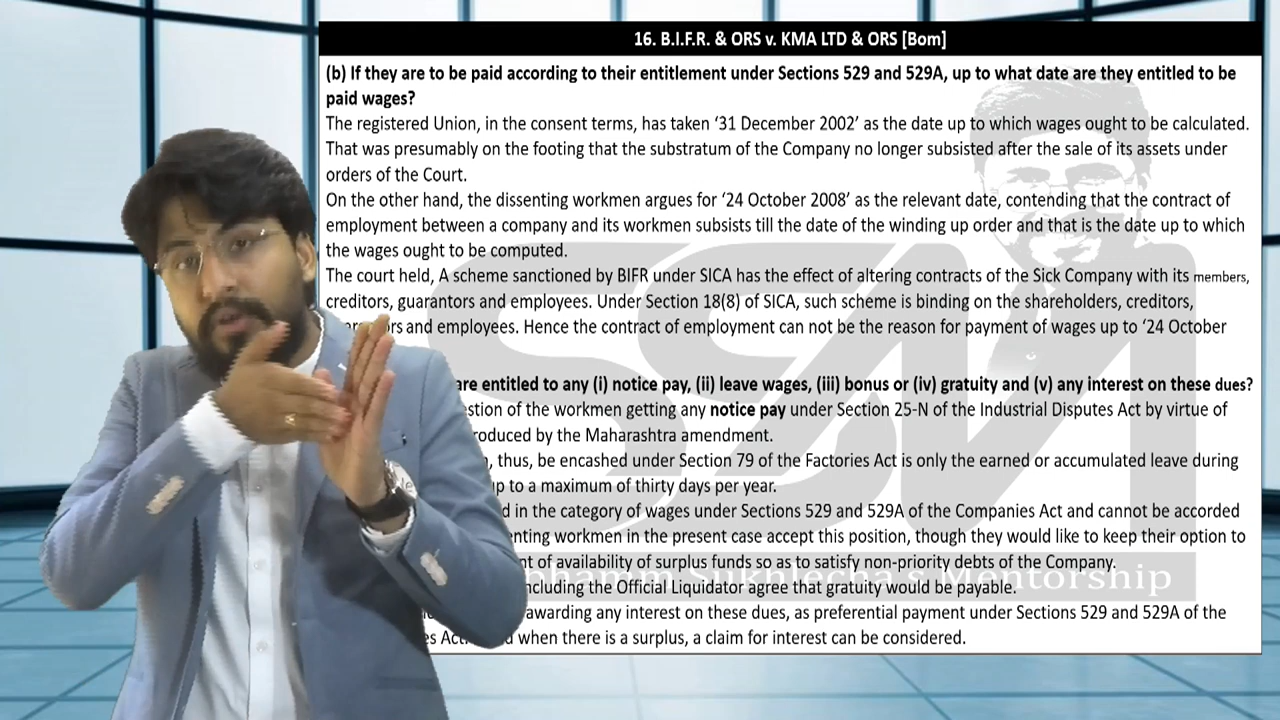 16. B.I.F.R. & ORS v. KMA LTD & ORS [Bom]
(b) If they are to be paid according to their entitlement under Sections 529 and 529A, up to what date are they entitled to be
paid wages?
The registered Union, in the consent terms, has taken ‘31 December 2002’ as the date up to which wages ought to be calculated.
That was presumably on the footing that the substratum of the Company no longer subsisted after the sale of its assets under
orders of the Court.
On the other hand, the dissenting workmen argues for ‘24 October 2008’ as the relevant date, contending that the contract of
employment between a company and its workmen subsists till the date of the winding up order and that is the date up to which
the wages ought to be computed.
The court held, A scheme sanctioned by BIFR under SICA has the effect of altering contracts of the Sick Company with its members,
creditors, guarantors and employees. Under Section 18(8) of SICA, such scheme is binding on the shareholders, creditors,
and employees. Hence the contract of employment can not be the reason for payment of wages up to ‘24 October
are entitled to any (i) notice pay, (ii) leave wages, (iii) bonus or (iv) gratuity and (v) any interest on these dues?
of the workmen getting any notice pay under Section 25-N of the Industrial Disputes Act by virtue of
by the Maharashtra amendment.
thus, be encashed under Section 79 of the Factories Act is only the earned or accumulated leave during
up to a maximum of thirty days per year.
in the category of wages under Sections 529 and 529A of the Companies Act and cannot be accorded
workmen in the present case accept this position, though they would like to keep their option to
of availability of surplus funds so as to satisfy non-priority debts of the Company.
including the Official Liquidator agree that gratuity would be payable.
awarding any interest on these dues, as preferential payment under Sections 529 and 529A of the
when there is a surplus, a claim for interest can be considered.
SSM
Sukhlecha's Mentorship